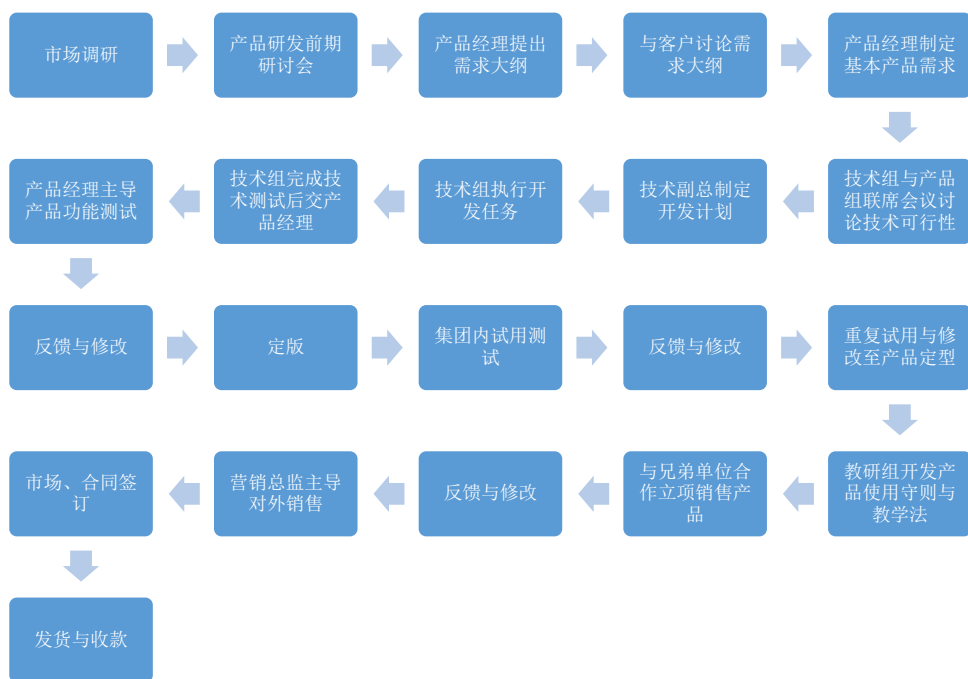 市场调研
产品研发前期
研讨会
产品经理提出
需求大纲
与客户讨论需
求大纲
产品经理制定
基本产品需求
技术组与产品
组联席会议讨
论技术可行性
技术副总制定
开发计划
技术组执行开
发任务
技术组完成技
术测试后交产
品经理
产品经理主导
产品功能测试
反馈与修改
定版
集团内试用测
试
反馈与修改
重复试用与修
改至产品定型
教研组开发产
品使用守则与
教学法
与兄弟单位合
作立项销售产
品
反馈与修改
营销总监主导
对外销售
市场、合同签
订
发货与收款